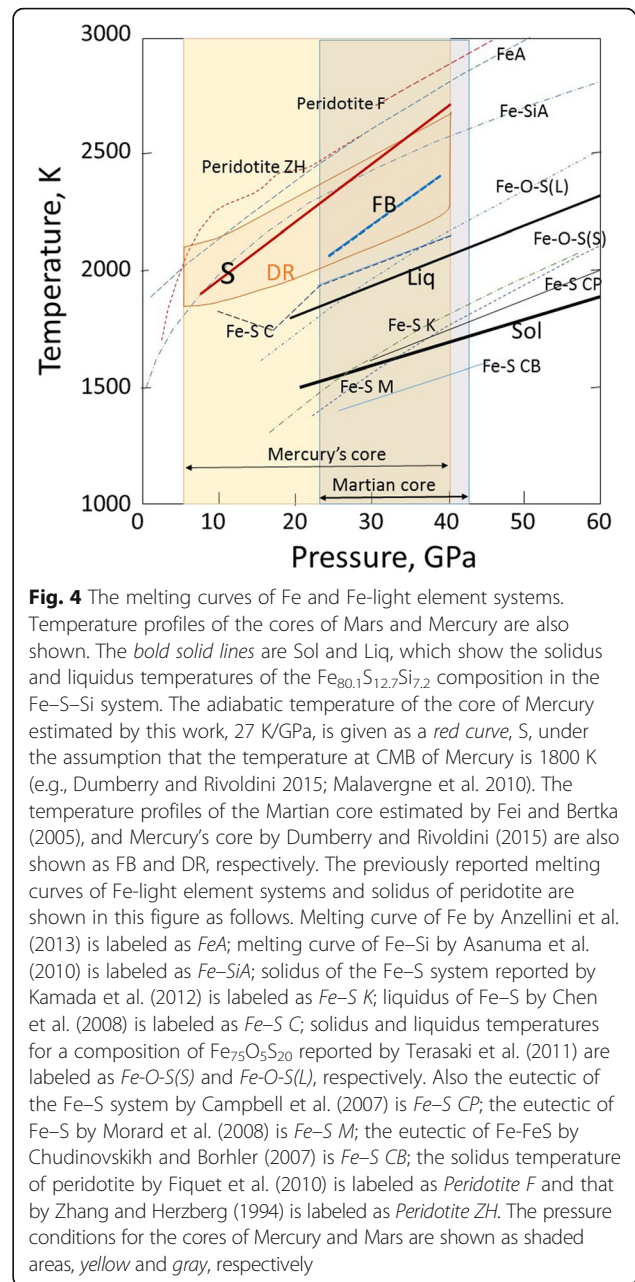 3000
2500
2000
1500
1000
Temperature, K
FeA
Peridotite F
Fe-SiA
Peridotite ZH
Fe-O-S(L)
FB
Fe-O-S(S)
S
DR
Liq
Fe-S CP
Fe-S C
Fe-S K
Sol
Fe-S M
Fe-S CB
Mercury's core
Martian core
0 10 20 30 40 50 60
Pressure, GPa
Fig. 4 The melting curves of Fe and Fe-light element systems.
Temperature profiles of the cores of Mars and Mercury are also
shown. The bold solid lines are Sol and Liq, which show the solidus
and liquidus temperatures of the Fe80.1S12.7Si7.2 composition in the
Fe–S–Si system. The adiabatic temperature of the core of Mercury
estimated by this work, 27 K/GPa, is given as a red curve, S, under
the assumption that the temperature at CMB of Mercury is 1800 K
(e.g., Dumberry and Rivoldini 2015; Malavergne et al. 2010). The
temperature profiles of the Martian core estimated by Fei and Bertka
(2005), and Mercury's core by Dumberry and Rivoldini (2015) are also
shown as FB and DR, respectively. The previously reported melting
curves of Fe-light element systems and solidus of peridotite are
shown in this figure as follows. Melting curve of Fe by Anzellini et al.
(2013) is labeled as FeA; melting curve of Fe–Si by Asanuma et al.
(2010) is labeled as Fe–SiA; solidus of the Fe–S system reported by
Kamada et al. (2012) is labeled as Fe–S K; liquidus of Fe–S by Chen
et al. (2008) is labeled as Fe–S C; solidus and liquidus temperatures
for a composition of Fe75O5S20 reported by Terasaki et al. (2011) are
labeled as Fe-O-S(S) and Fe-O-S(L), respectively. Also the eutectic of
the Fe–S system by Campbell et al. (2007) is Fe–S CP; the eutectic of
Fe–S by Morard et al. (2008) is Fe–S M; the eutectic of Fe-FeS by
Chudinovskikh and Borhler (2007) is Fe–S CB; the solidus temperature
of peridotite by Fiquet et al. (2010) is labeled as Peridotite F and that
by Zhang and Herzberg (1994) is labeled as Peridotite ZH. The pressure
conditions for the cores of Mercury and Mars are shown as shaded
areas, yellow and gray, respectively